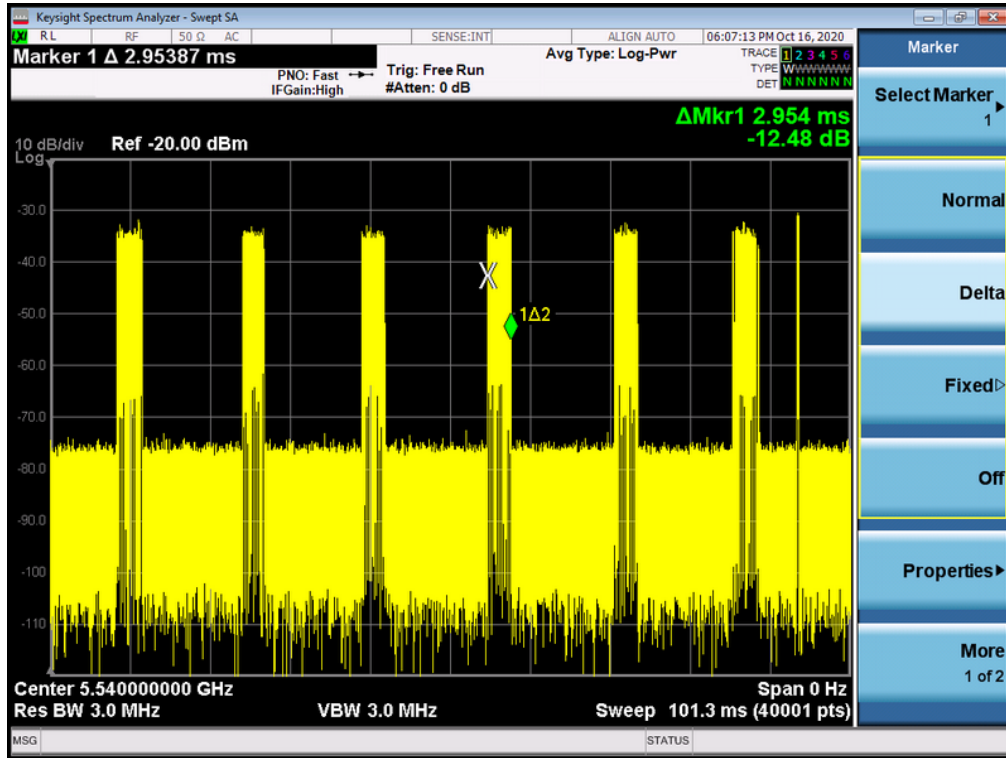 Keysight Spectrum Analyzer - Swept SA
LXI RL RF 50 Ω AC SENSE:INT ALIGN AUTO 06:07:13 PM Oct 16, 2020
Marker 1 Δ 2.95387 ms
PNO: Fast
IFGain:High
Trig: Free Run
#Atten: 0 dB
Avg Type: Log-Pwr
TRACE 1 2 3 4 5 6
TYPE WWWWWW
DET N N N N N N
ΔMkr1 2.954 ms
-12.48 dB
10 dB/div Ref -20.00 dBm
Log
-30.0
-40.0
-50.0
-60.0
-70.0
-80.0
-90.0
-100
-110
X
1Δ2
Center 5.540000000 GHz Span 0 Hz
Res BW 3.0 MHz VBW 3.0 MHz Sweep 101.3 ms (40001 pts)
MSG STATUS
Marker
Select Marker
1
Normal
Delta
Fixed
Off
Properties
More
1 of 2